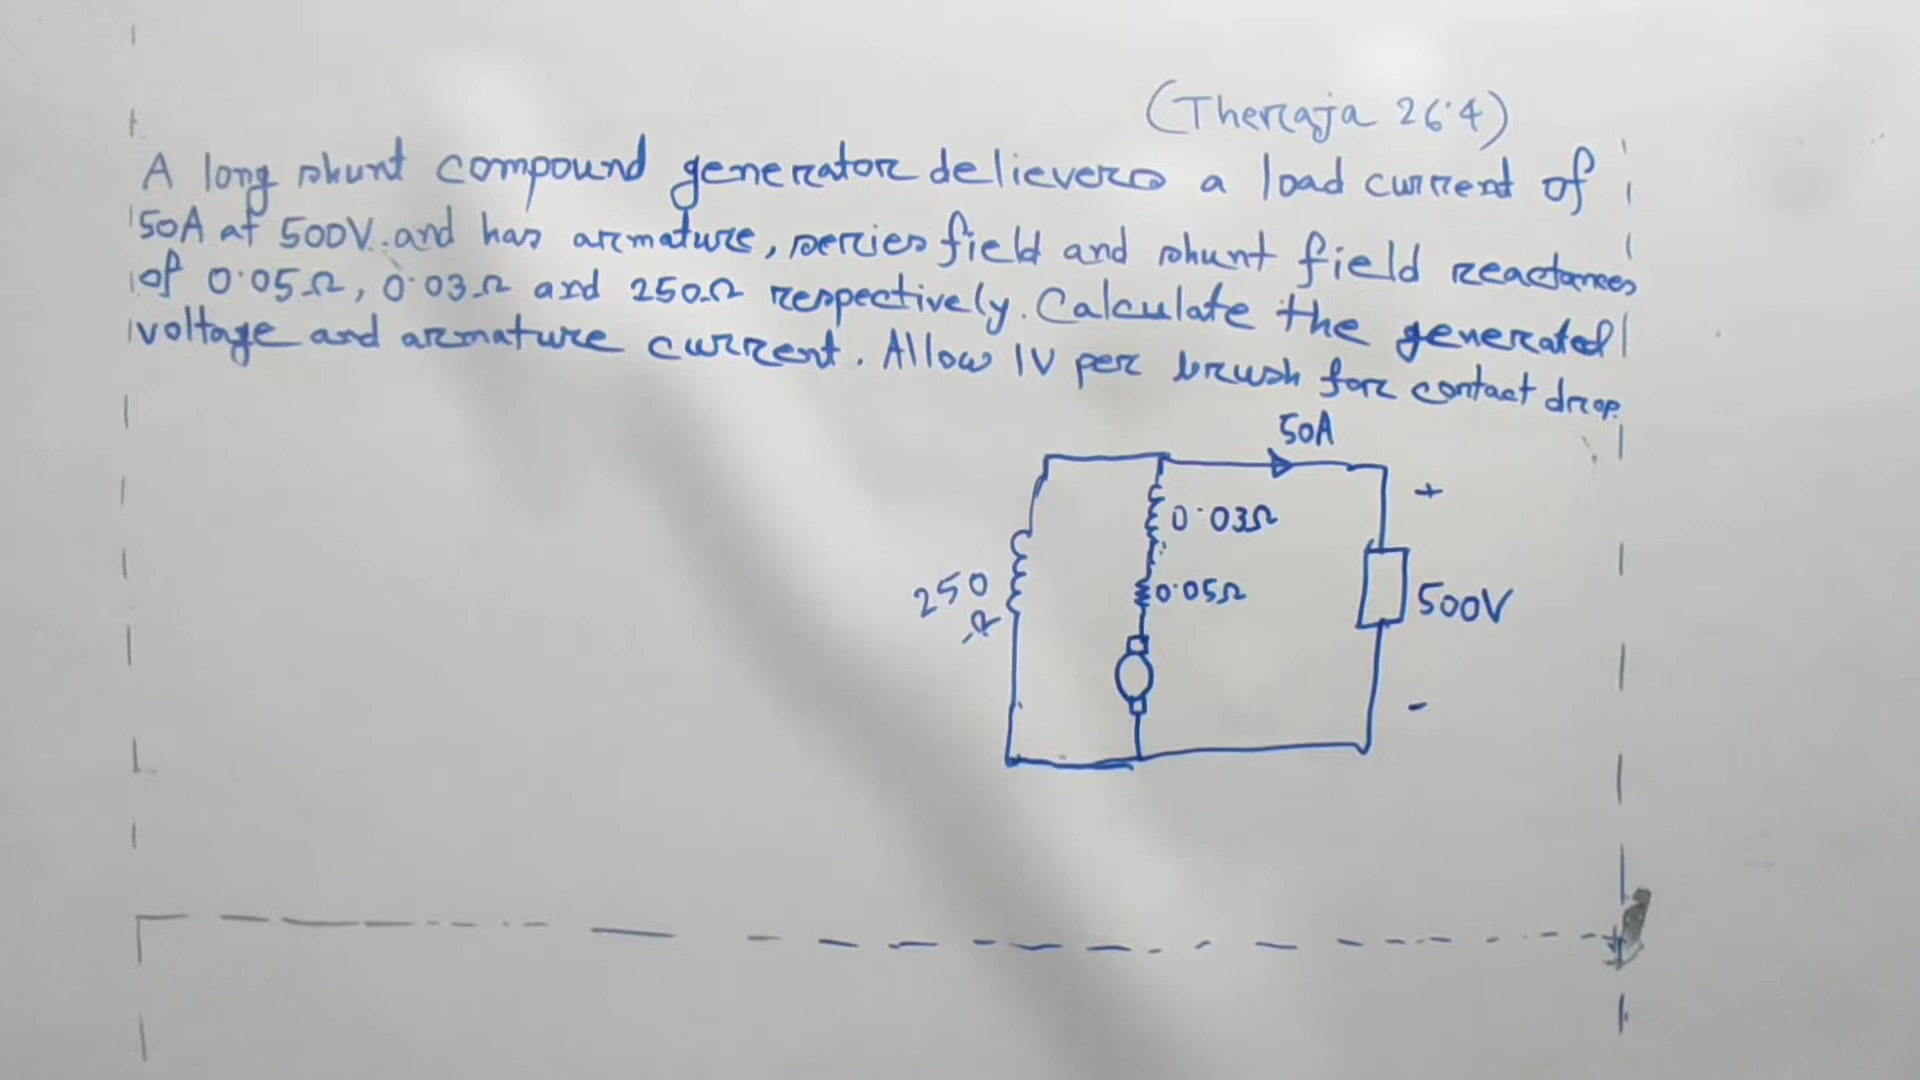 (Theraja 26.4)
A long shunt compound generator delievers a load current of
50A at 500V. and has armature, series field and shunt field reactances
of 0.05Ω, 0.03Ω and 250Ω respectively. Calculate the generated
voltage and armature current. Allow 1V per brush for contact drop.
50A
+
0.03Ω
250
Ω
0.05Ω
500V
-